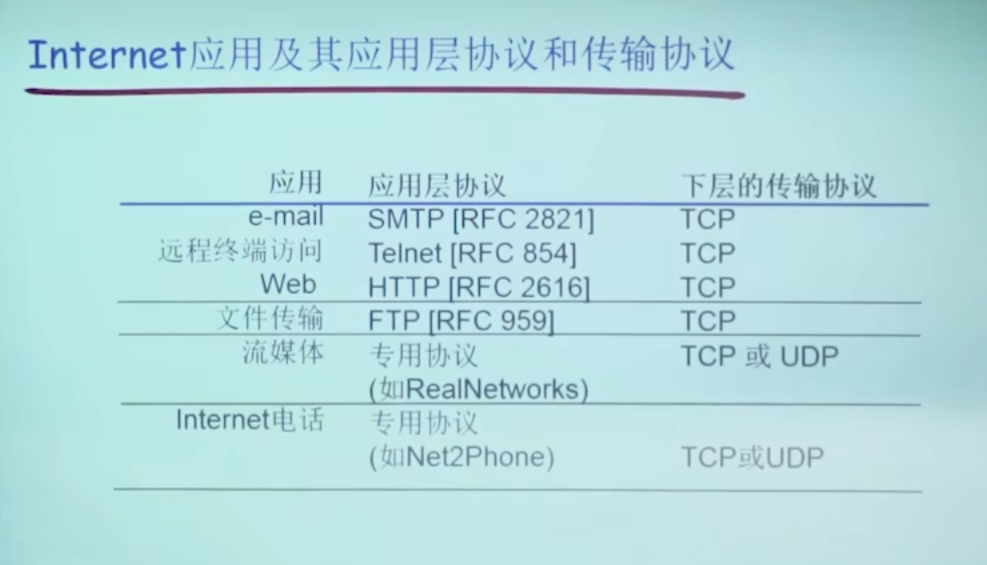 Internet应用及其应用层协议和传输协议
应用 应用层协议 下层的传输协议
e-mail SMTP [RFC 2821] TCP
远程终端访问 Telnet [RFC 854] TCP
Web HTTP [RFC 2616] TCP
文件传输 FTP [RFC 959] TCP
流媒体 专用协议 TCP 或 UDP
(如RealNetworks)
Internet电话 专用协议
(如Net2Phone) TCP或UDP